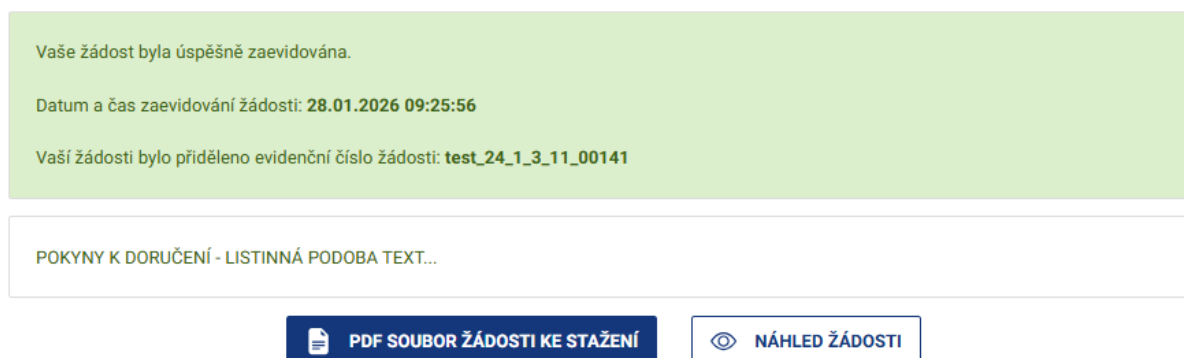 Vaše žádost byla úspěšně zaevidována.
Datum a čas zaevidování žádosti: 28.01.2026 09:25:56
Vaší žádosti bylo přiděleno evidenční číslo žádosti: test_24_1_3_11_00141
POKYNY K DORUČENÍ - LISTINNÁ PODOBA TEXT...
PDF SOUBOR ŽÁDOSTI KE STAŽENÍ
NÁHLED ŽÁDOSTI